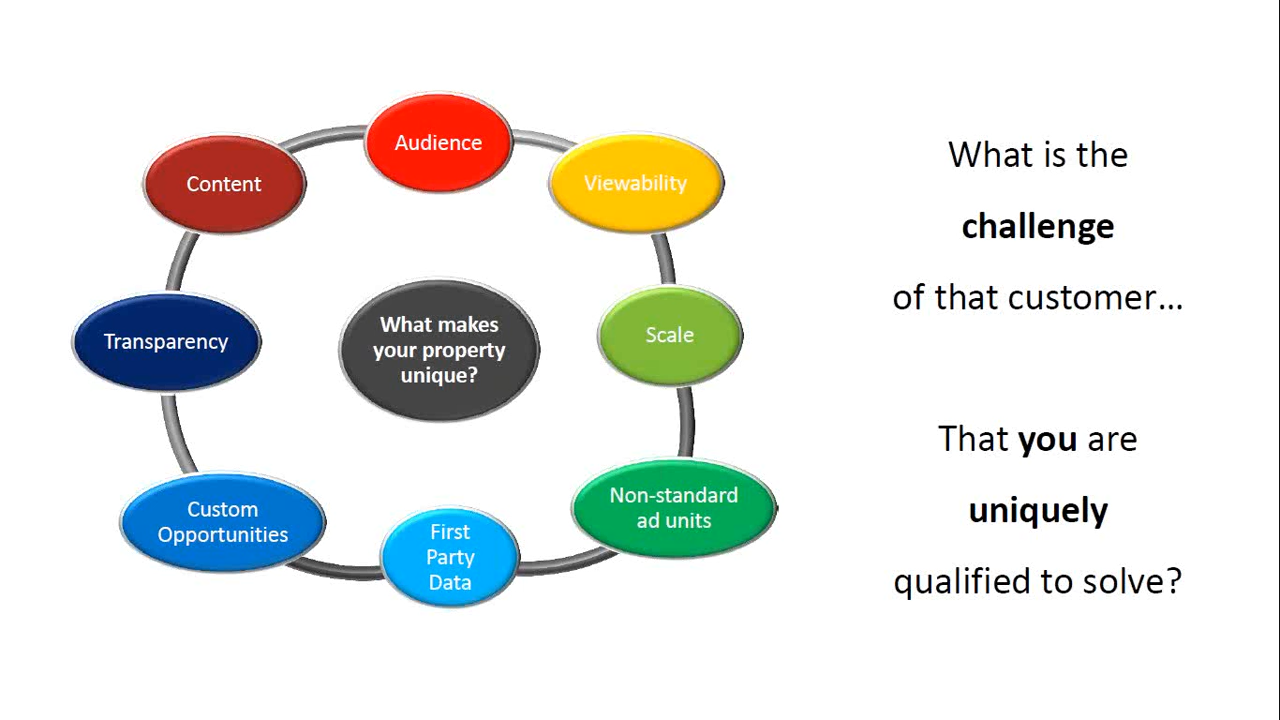 Audience
Content
Viewability
What makes
your property
unique?
Transparency
Scale
Custom
Opportunities
First
Party
Data
Non-standard
ad units
What is the
challenge
of that customer...
That you are
uniquely
qualified to solve?